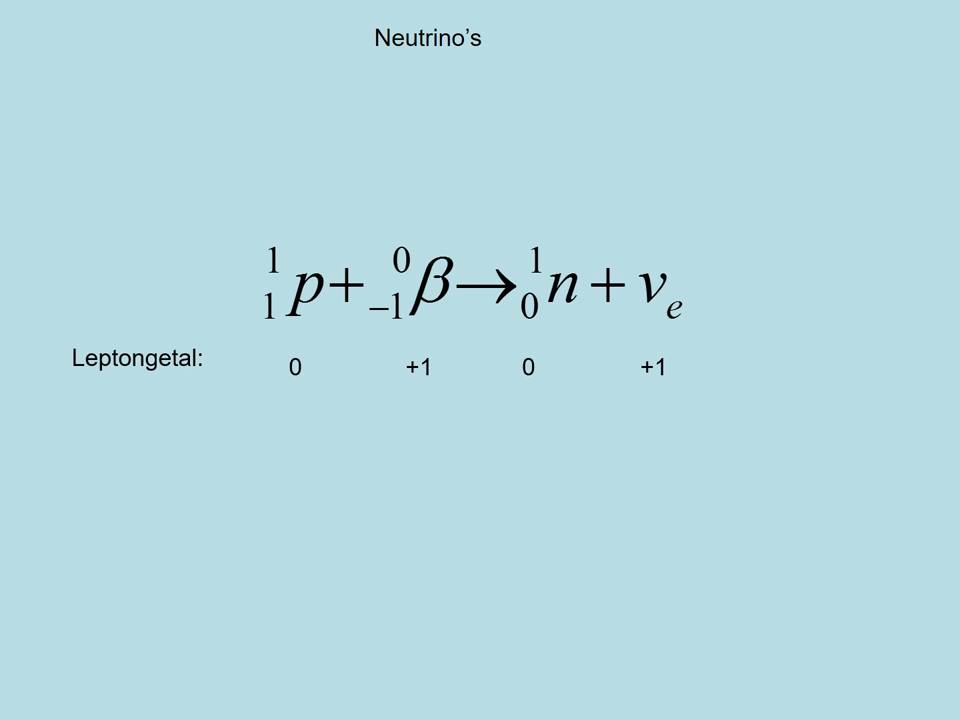 Neutrino’s
¹₁p + ⁰₋₁β → ¹₀n + νₑ
Leptongetal: 0 +1 0 +1